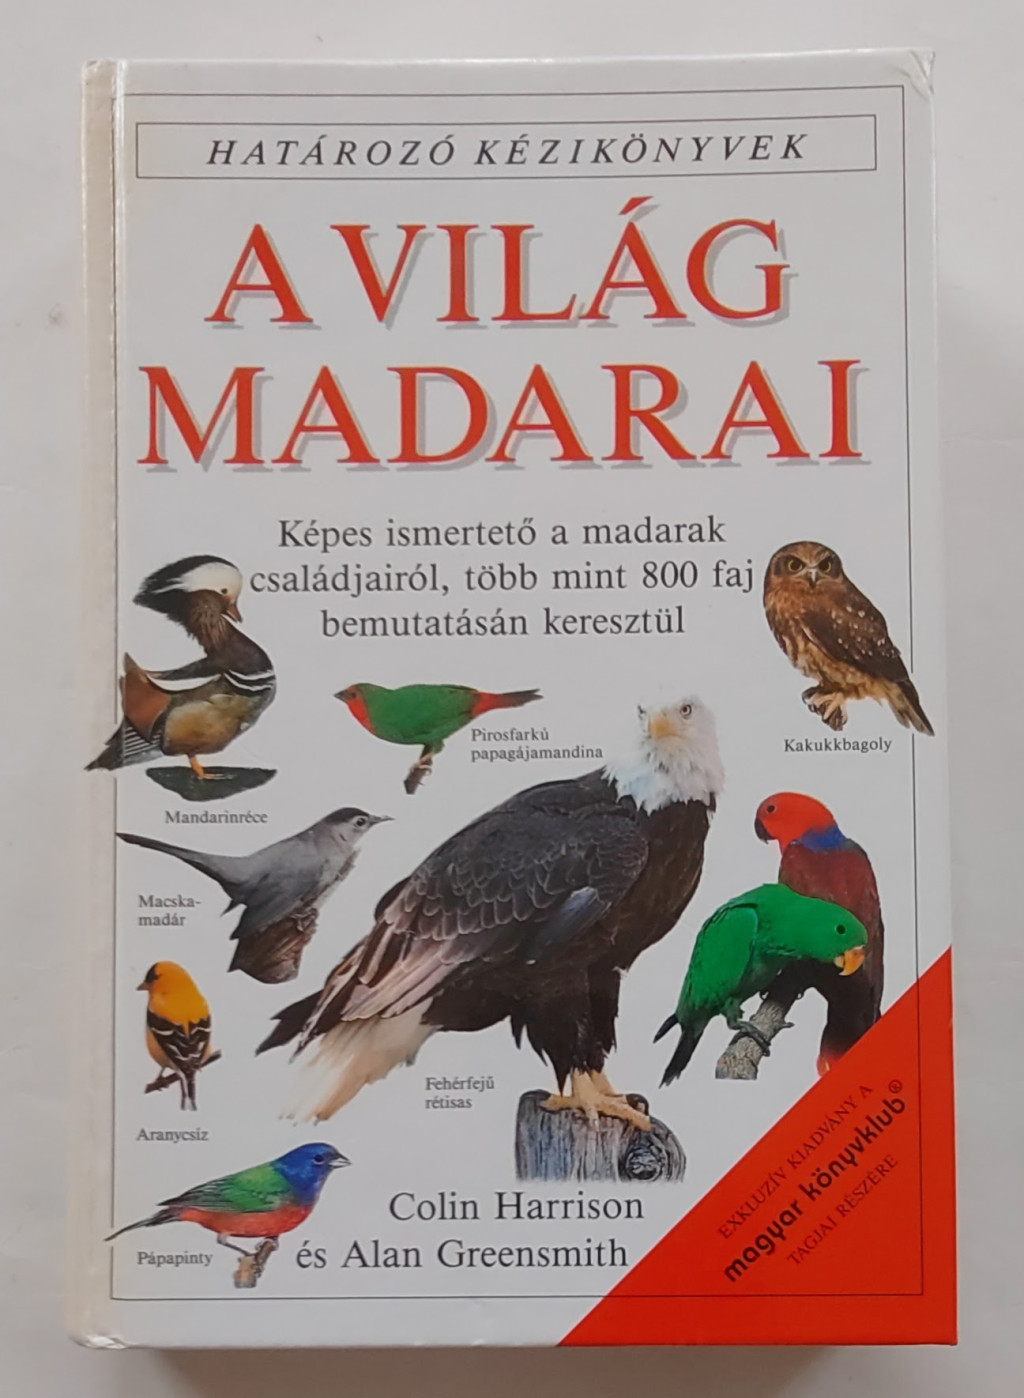 HATÁROZÓ KÉZIKÖNYVEK
A VILÁG
MADARAI
Képes ismertető a madarak
családjairól, több mint 800 faj
bemutatásán keresztül
Pirosfarkú
papagájamandina
Kakukkbagoly
Mandarinréce
Macska-
madár
Aranycsíz
Fehérfejű
rétisas
Pápapinty
Colin Harrison
és Alan Greensmith
EXKLUZÍV KIADVÁNY A
magyar könyvklub®
TAGJAI RÉSZÉRE